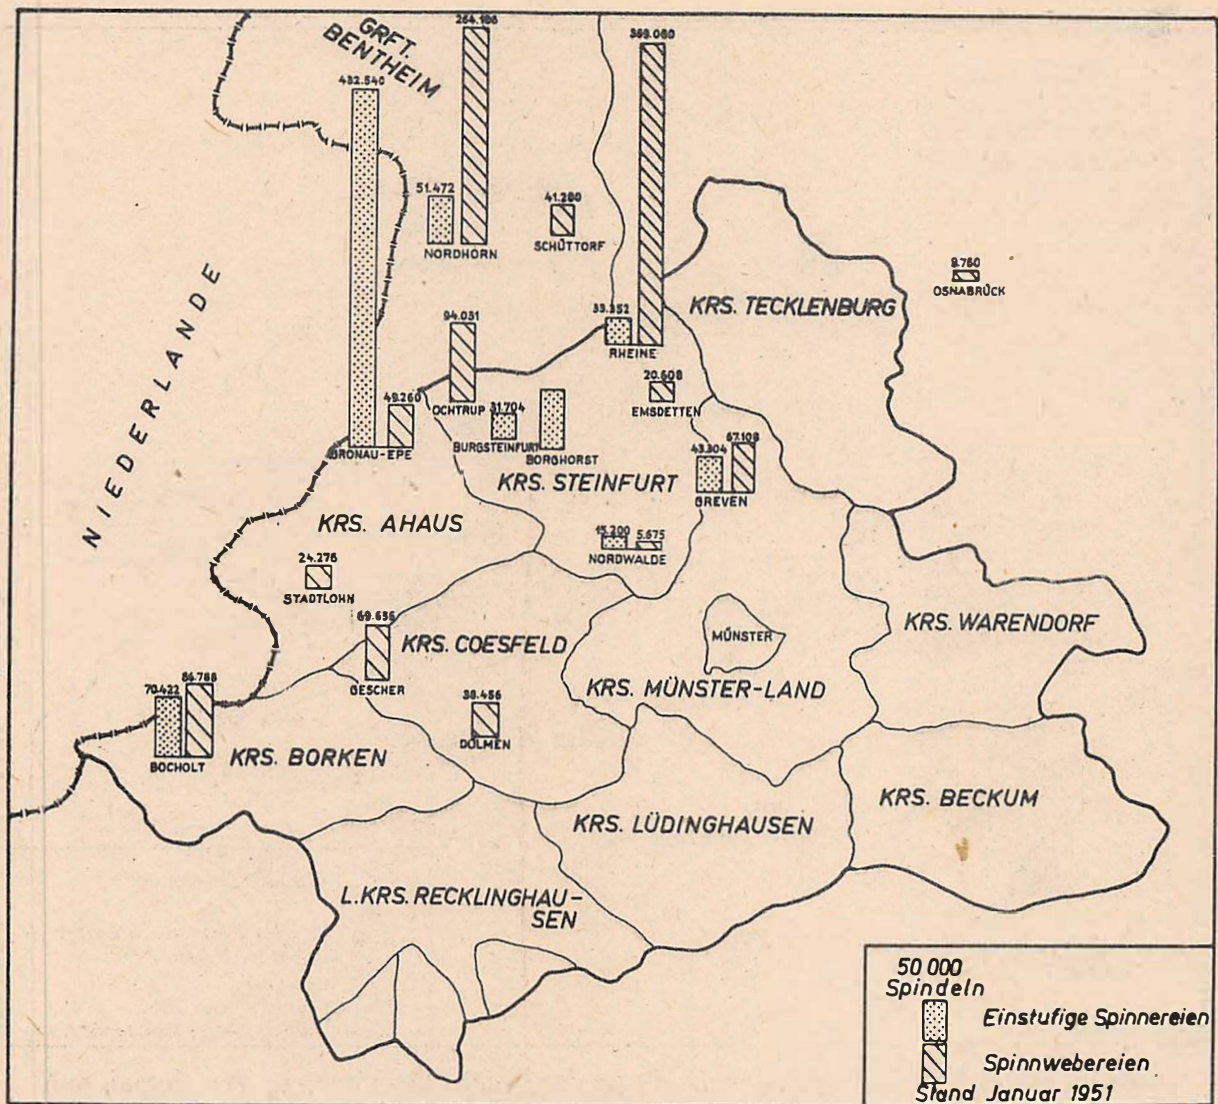 GRFT.
BENTHEIM
264.186
369.060
432.540
51.472
41.280
NORDHORN
SCHÜTTORF
9.760
OSNABRÜCK
KRS. TECKLENBURG
NIEDERLANDE
94.031
33.352
RHEINE
49.260
OCHTRUP
31.704
20.608
EMSDETTEN
GRONAU-EPE
BURGSTEINFURT
BORGHORST
43.304
67.108
GREVEN
KRS. STEINFURT
KRS. AHAUS
15.200
5.675
NORDWALDE
24.276
STADTLOHN
69.636
GESCHER
KRS. COESFELD
MÜNSTER
KRS. WARENDORF
KRS. MÜNSTER-LAND
70.422
86.788
BOCHOLT
38.456
DÜLMEN
KRS. BORKEN
KRS. BECKUM
KRS. LÜDINGHAUSEN
L.KRS. RECKLINGHAU-
SEN
50 000
Spindeln
Einstufige Spinnereien
Spinnwebereien
Stand Januar 1951